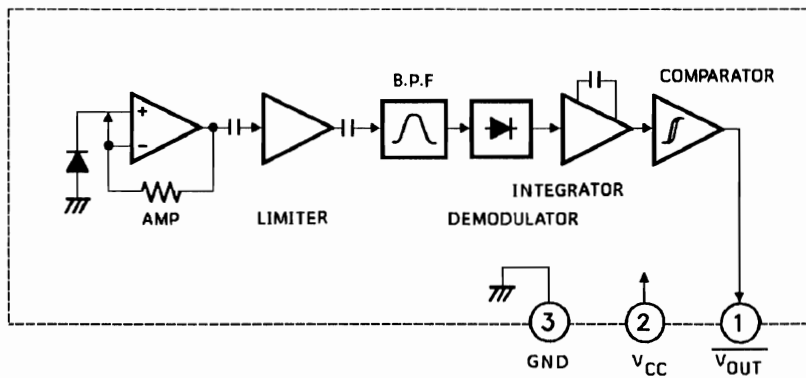 B.P.F
COMPARATOR
+
−
INTEGRATOR
AMP
LIMITER
DEMODULATOR
3
2
1
GND
VCC
VOUT